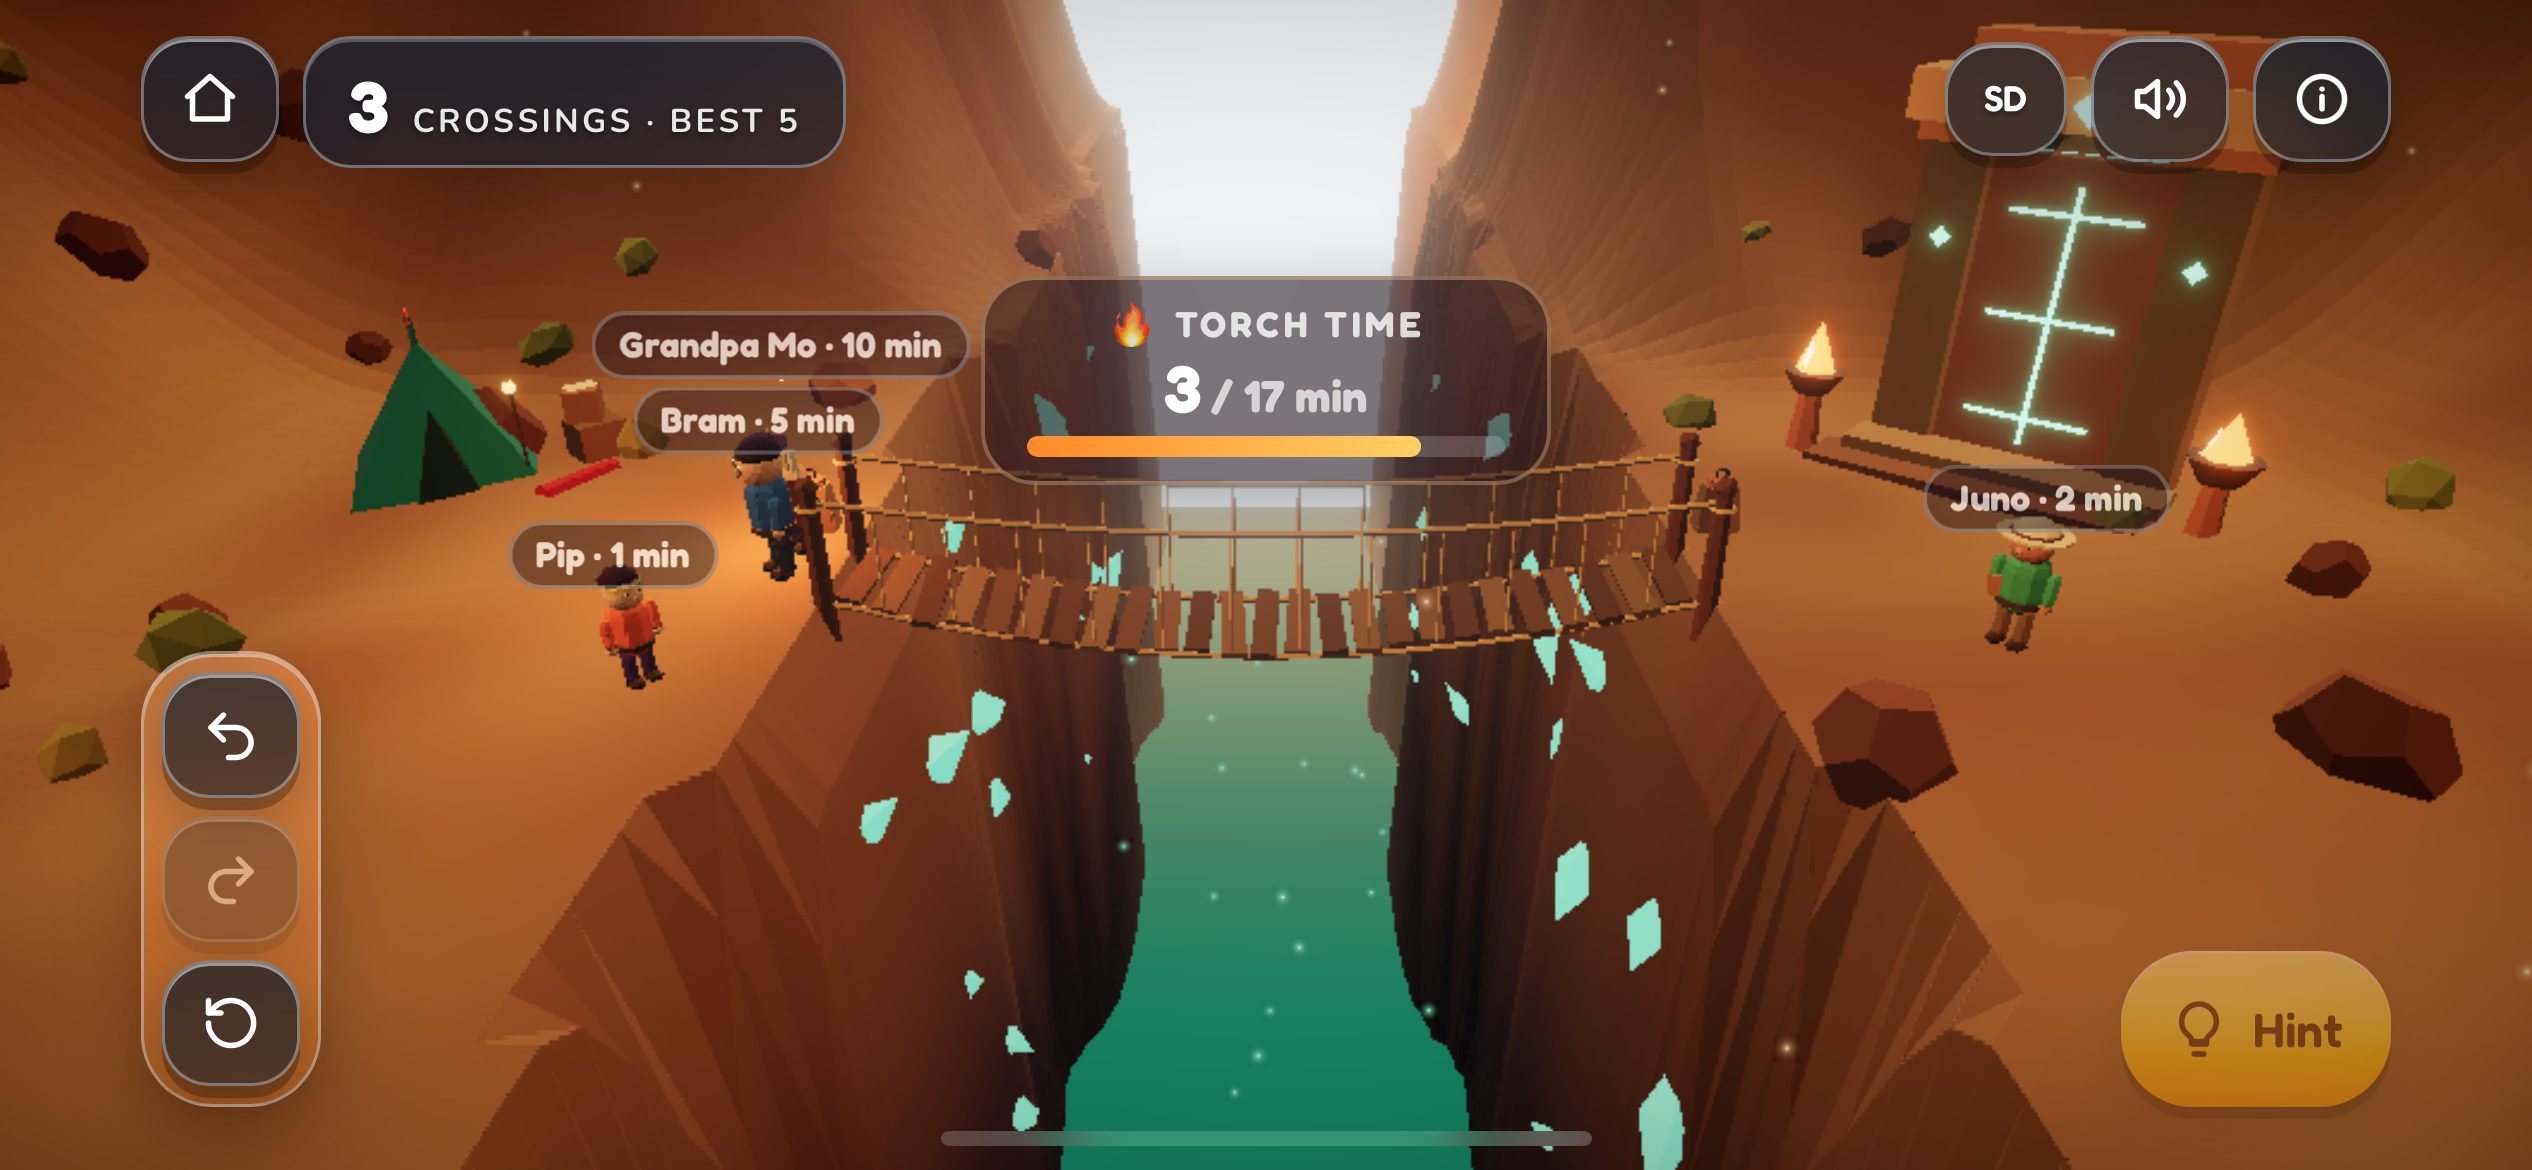 3 CROSSINGS · BEST 5
SD
🔥 TORCH TIME
3 / 17 min
Grandpa Mo · 10 min
Bram · 5 min
Pip · 1 min
Juno · 2 min
Hint